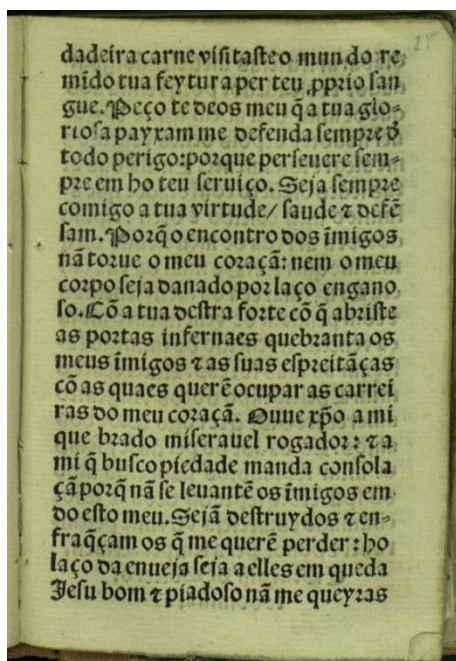 dadeira carne visitaste o mundo re
mĩdo tua feytura per teu ꝓprio san
gue. Peço te deos meu q̃ a tua glo⸗
riosa payxam me defenda sempre d̃
todo perigo: porque perseuere sem⸗
pre em ho teu seruiço. Seja sempre
comigo a tua virtude/ saude ⁊ defẽ
sam. Porq̃ o encontro dos ĩmigos
nã torue o meu coraçã: nem o meu
corpo seja danado por laço engano
so. Cõ a tua destra forte cõ q̃ abriste
as portas infernaes quebranta os
meus ĩmigos ⁊ as suas espreitãças
cõ as quaes querẽ ocupar as carrei
ras do meu coraçã. Ouue xp̃o a mi
que brado miserauel rogador: ⁊ a
mi q̃ busco piedade manda consola
çã porq̃ nã se leuantẽ os ĩmigos em
do esto meu. Sejã destruydos ⁊ en⸗
fraq̃çam os q̃ me querẽ perder: ho
laço da enueja seja a elles em queda
Jesu bom ⁊ piadoso nã me queyras